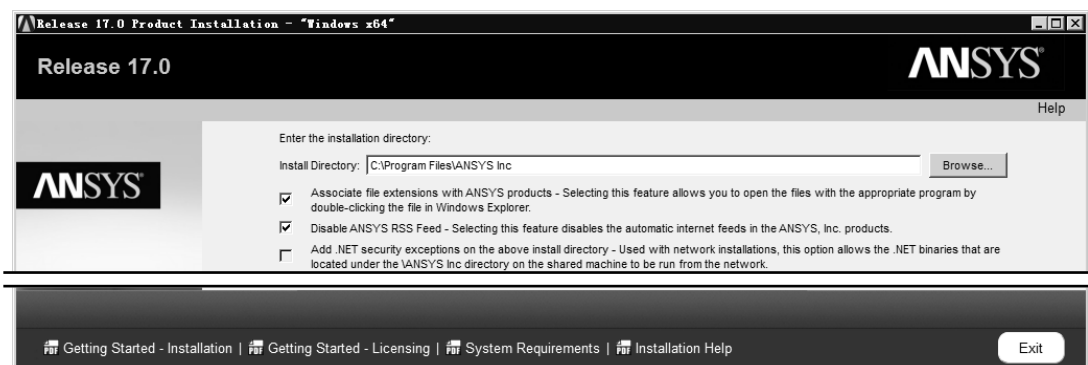 Release 17.0 Product Installation - "Windows x64"
Release 17.0
ANSYS®
Help
Enter the installation directory:
Install Directory: C:\Program Files\ANSYS Inc
Browse...
ANSYS®
Associate file extensions with ANSYS products - Selecting this feature allows you to open the files with the appropriate program by
double-clicking the file in Windows Explorer.
Disable ANSYS RSS Feed - Selecting this feature disables the automatic internet feeds in the ANSYS, Inc. products.
Add .NET security exceptions on the above install directory - Used with network installations, this option allows the .NET binaries that are
located under the \ANSYS Inc directory on the shared machine to be run from the network.
PDF Getting Started - Installation | PDF Getting Started - Licensing | PDF System Requirements | PDF Installation Help
Exit